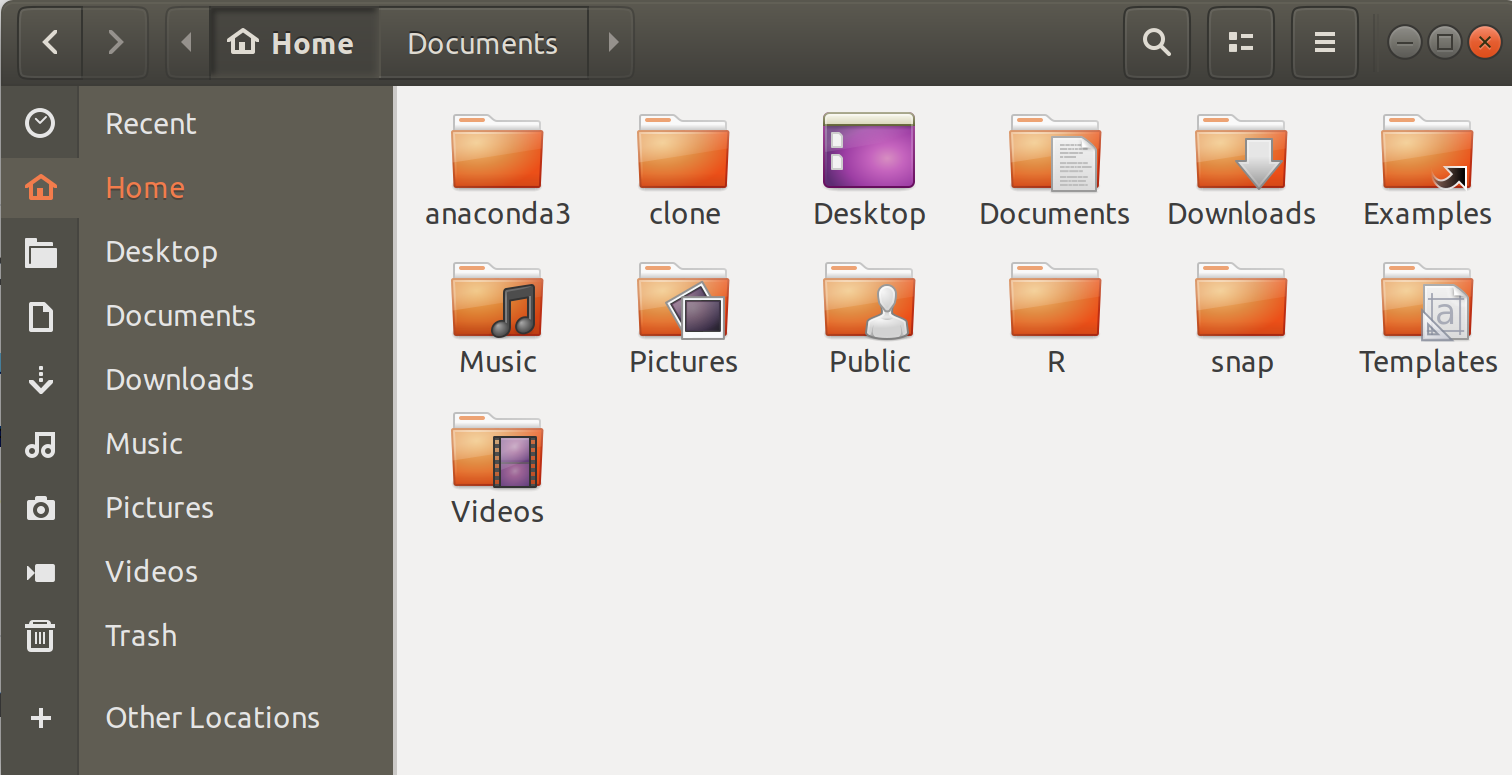 Home Documents
Recent
Home
Desktop
Documents
Downloads
Music
Pictures
Videos
Trash
Other Locations
anaconda3 clone Desktop Documents Downloads Examples
Music Pictures Public R snap Templates
Videos